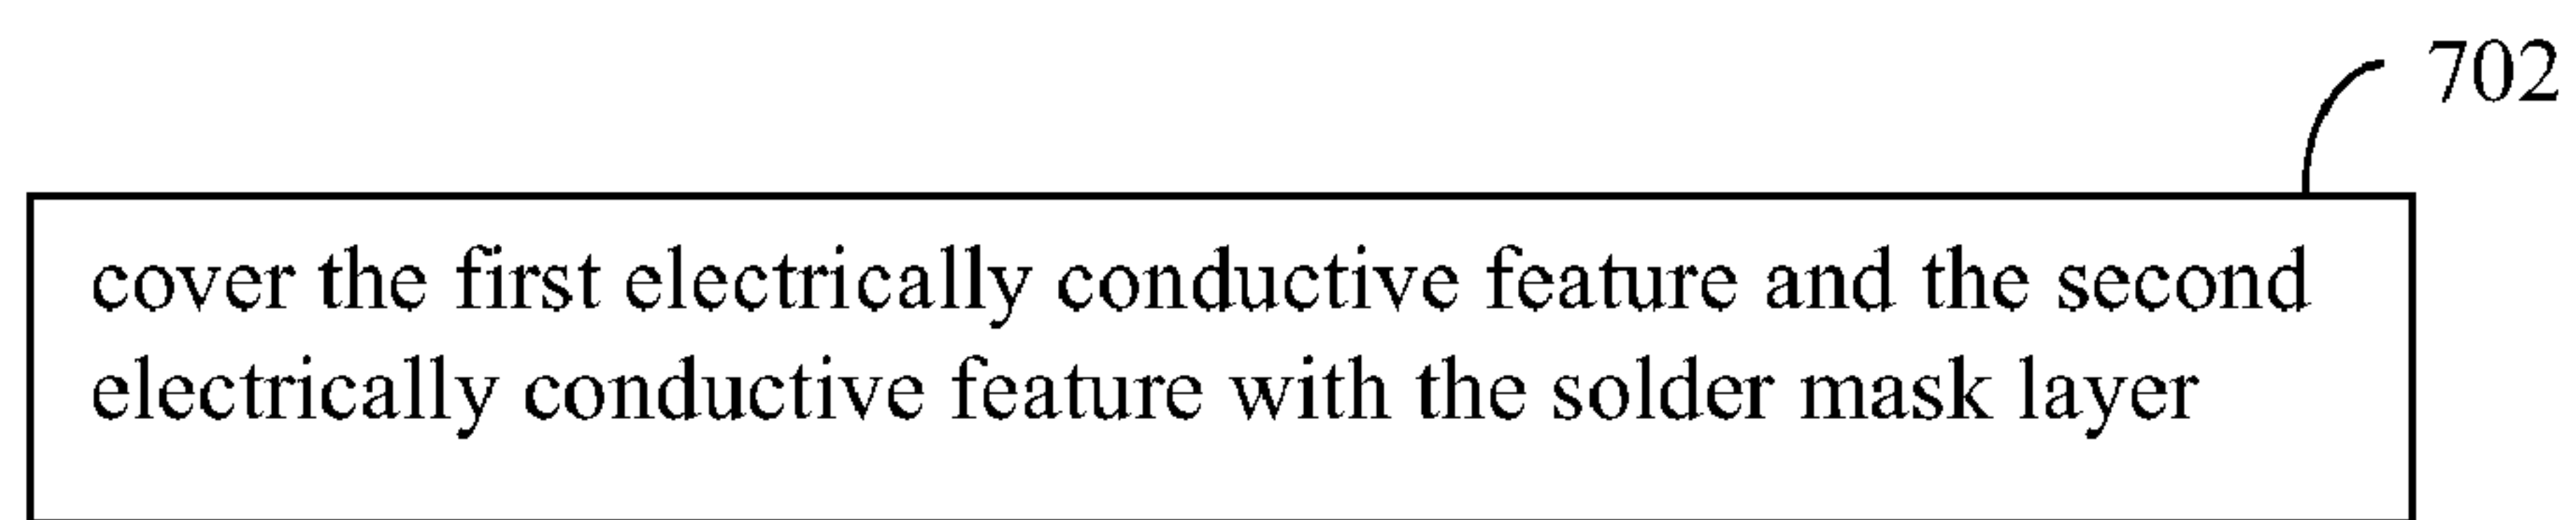 702
cover the first electrically conductive feature and the second
electrically conductive feature with the solder mask layer